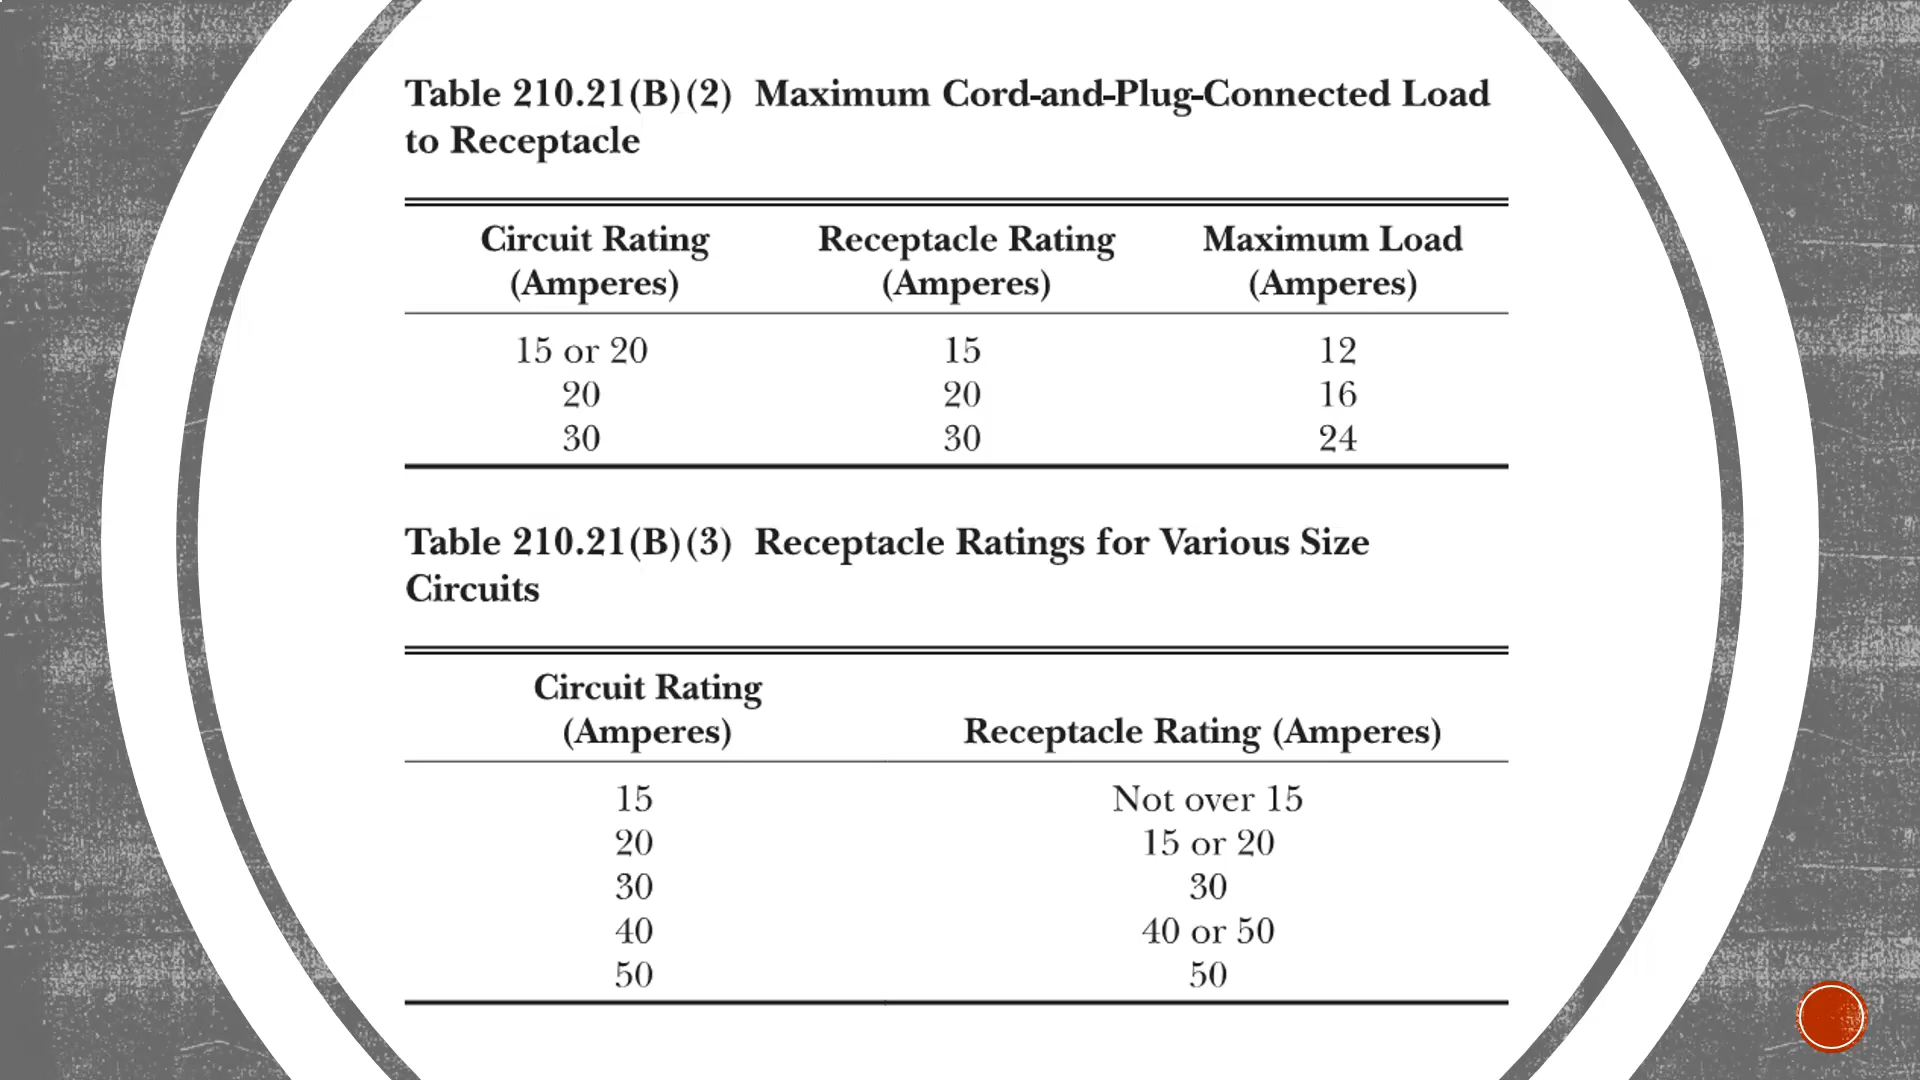 Table 210.21(B)(2) Maximum Cord-and-Plug-Connected Load
to Receptacle
Circuit Rating Receptacle Rating Maximum Load
(Amperes) (Amperes) (Amperes)
15 or 20 15 12
20 20 16
30 30 24
Table 210.21(B)(3) Receptacle Ratings for Various Size
Circuits
Circuit Rating
(Amperes) Receptacle Rating (Amperes)
15 Not over 15
20 15 or 20
30 30
40 40 or 50
50 50